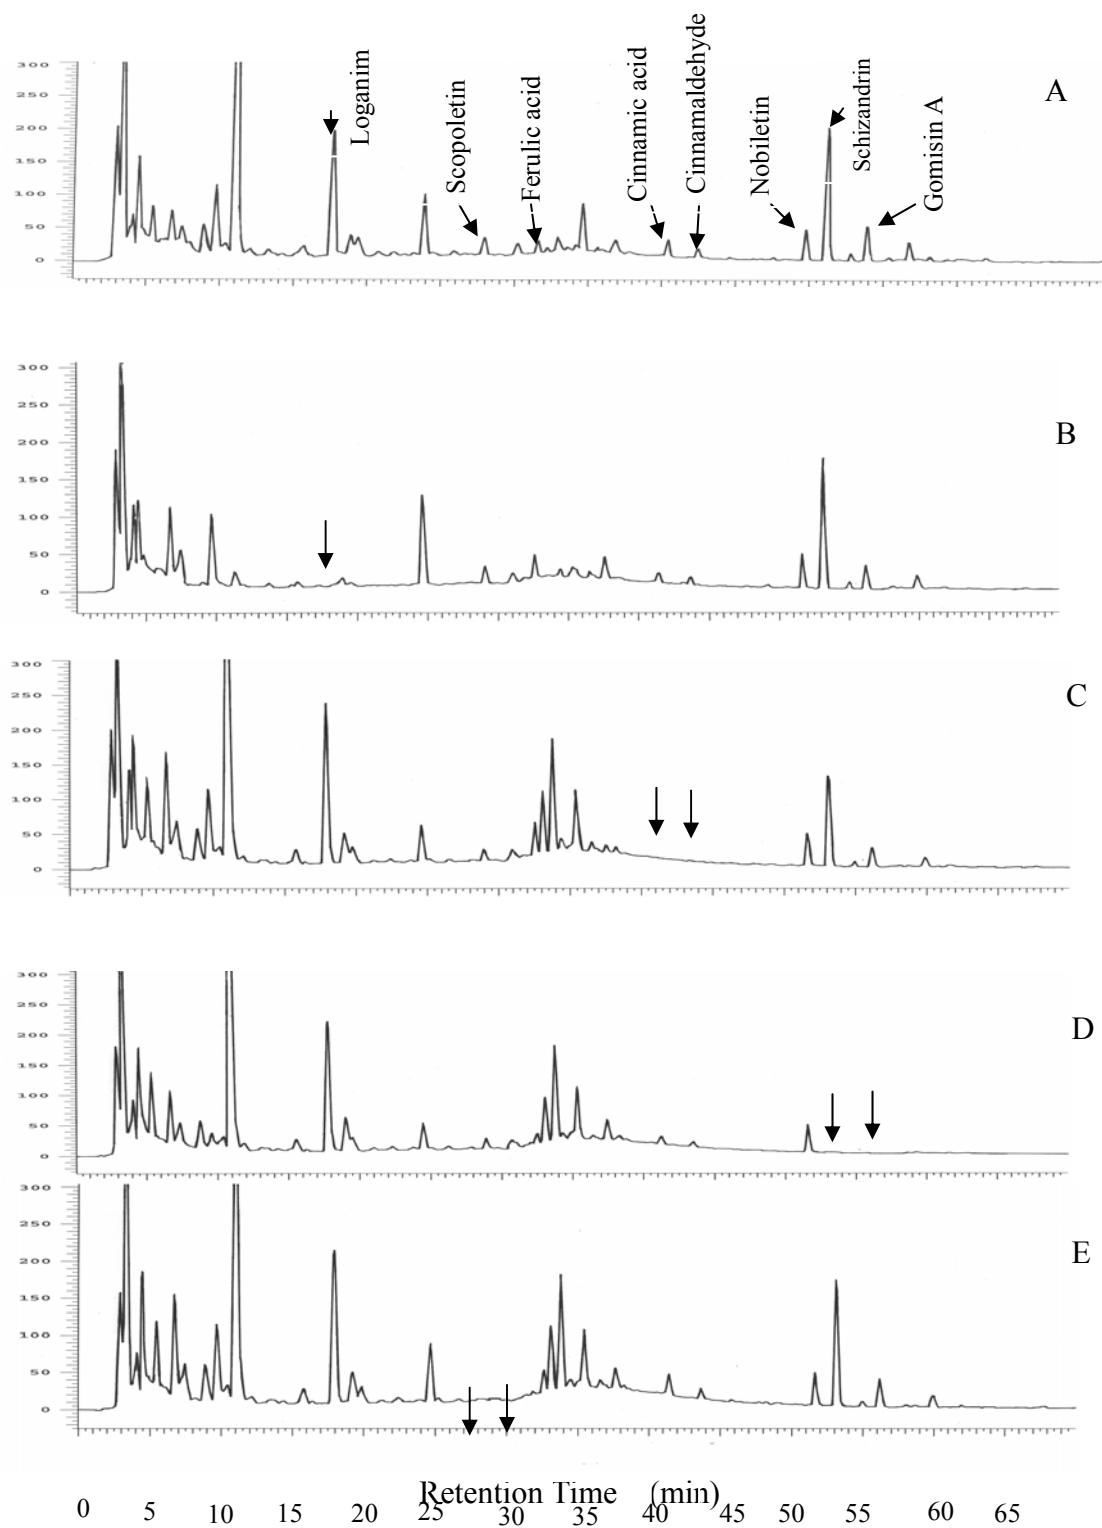 Loganim
Scopoletin
Ferulic acid
Cinnamic acid
Cinnamaldehyde
Nobiletin
Schizandrin
Gomisin A
A
300
250
200
150
100
50
0
B
300
250
200
150
100
50
0
C
300
250
200
150
100
50
0
D
300
250
200
150
100
50
0
E
300
250
200
150
100
50
0
Retention Time (min)
0 5 10 15 20 25 30 35 40 45 50 55 60 65